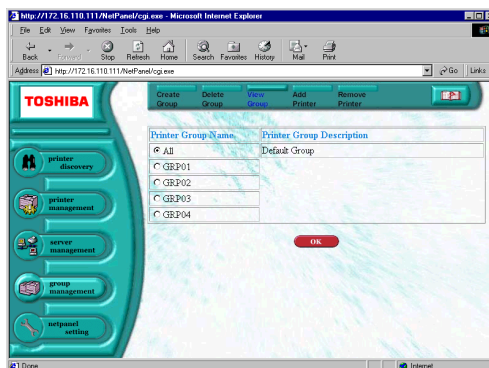 http://172.16.110.111/NetPanel/cgi.exe - Microsoft Internet Explorer
File Edit View Favorites Tools Help
Back Forward Stop Refresh Home Search Favorites History Mail Print
Address http://172.16.110.111/NetPanel/cgi.exe Go Links
TOSHIBA
Create Group
Delete Group
View Group
Add Printer
Remove Printer
printer discovery
printer management
server management
group management
netpanel setting
Printer Group Name Printer Group Description
All Default Group
GRP01
GRP02
GRP03
GRP04
OK
Done Internet